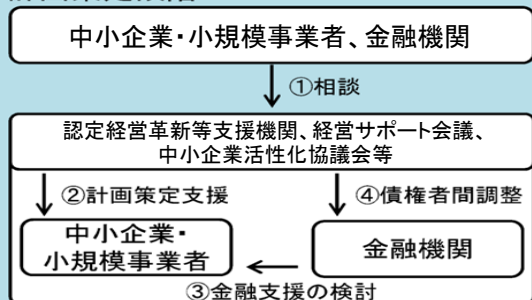 中小企業・小規模事業者、金融機関
①相談
認定経営革新等支援機関、経営サポート会議、
中小企業活性化協議会等
②計画策定支援
④債権者間調整
中小企業・
小規模事業者
金融機関
③金融支援の検討